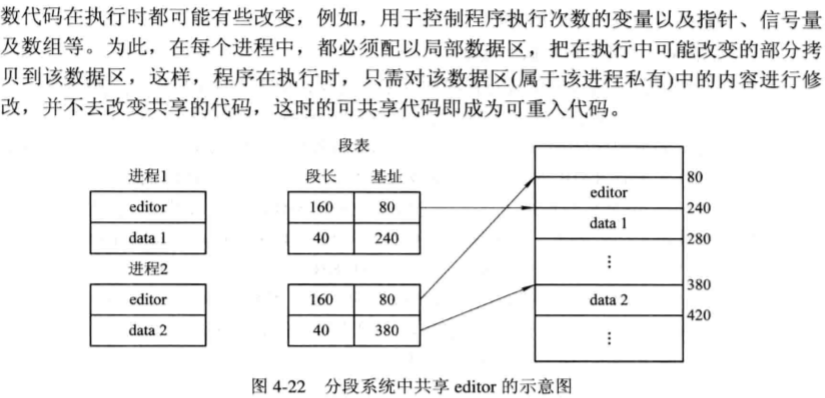 数代码在执行时都可能有些改变，例如，用于控制程序执行次数的变量以及指针、信号量
及数组等。为此，在每个进程中，都必须配以局部数据区，把在执行中可能改变的部分拷
贝到该数据区，这样，程序在执行时，只需对该数据区(属于该进程私有)中的内容进行修
改，并不去改变共享的代码，这时的可共享代码即成为可重入代码。
段表
进程1 段长 基址
80
editor 160 80 editor
240
data 1 40 240 data 1
280
进程2 ⋮
380
editor 160 80 data 2
420
data 2 40 380 ⋮
图 4-22 分段系统中共享 editor 的示意图